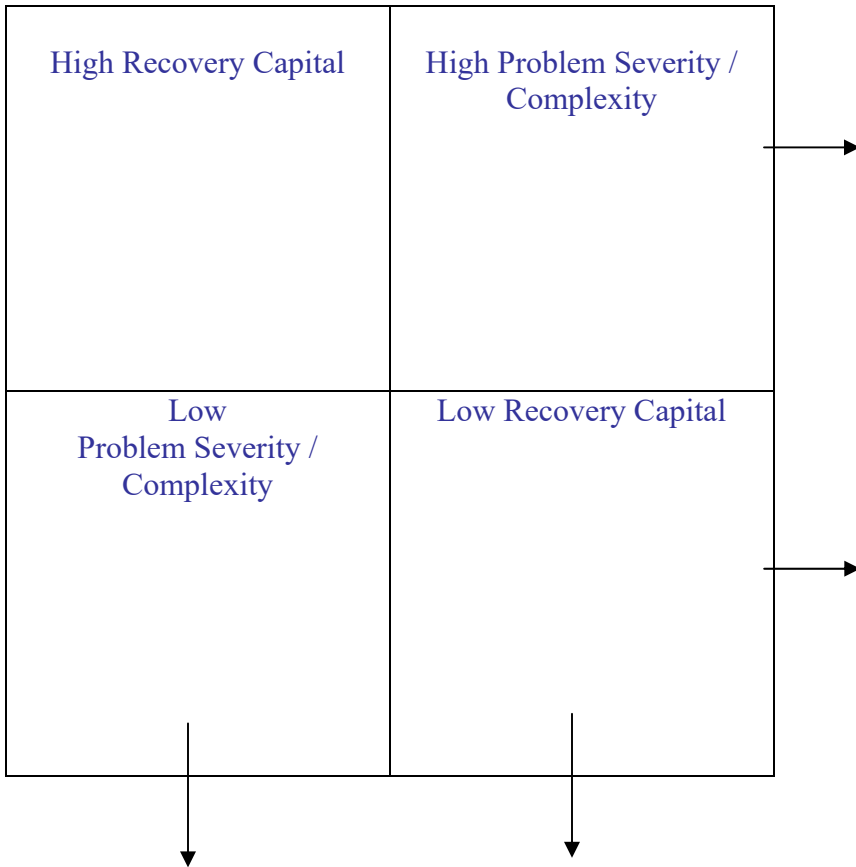 High Recovery Capital
High Problem Severity /
Complexity
Low
Problem Severity /
Complexity
Low Recovery Capital